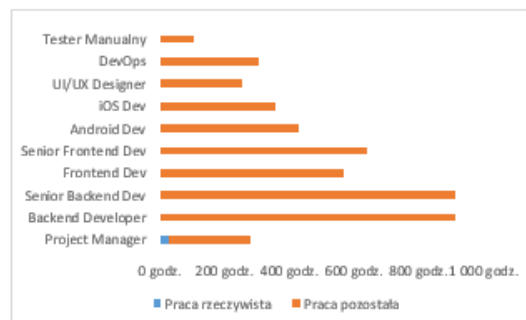 Tester Manualny
DevOps
UI/UX Designer
iOS Dev
Android Dev
Senior Frontend Dev
Frontend Dev
Senior Backend Dev
Backend Developer
Project Manager
0 godz. 200 godz. 400 godz. 600 godz. 800 godz. 1 000 godz.
Praca rzeczywista Praca pozostała